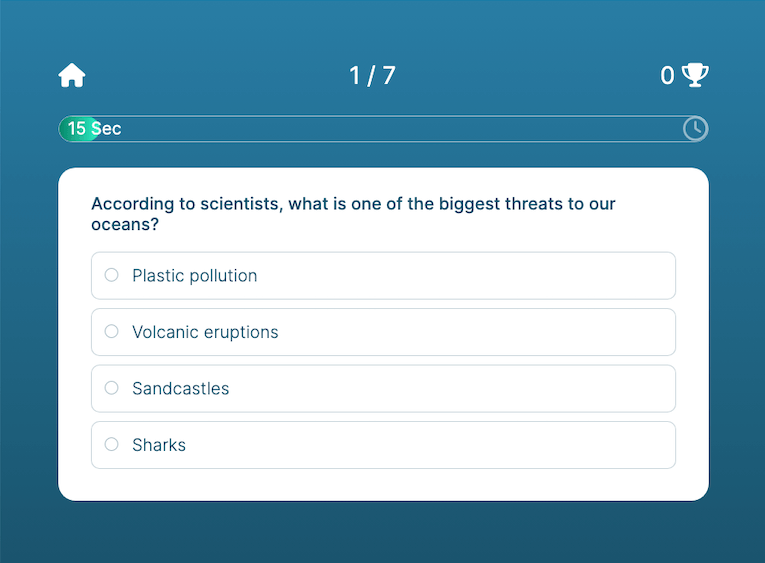 1 / 7
0
15 Sec
According to scientists, what is one of the biggest threats to our
oceans?
Plastic pollution
Volcanic eruptions
Sandcastles
Sharks